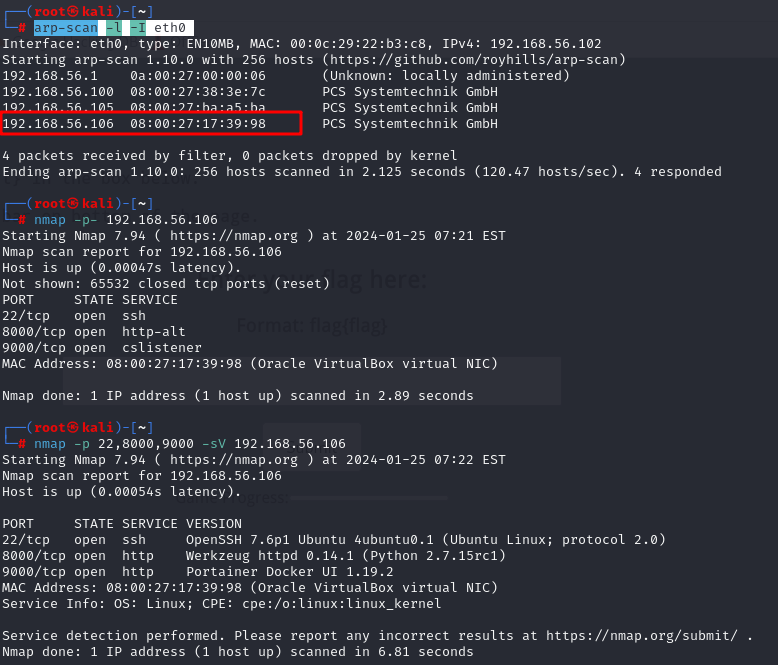 ┌──(root㉿kali)-[~]
└─# arp-scan -l -I eth0
Interface: eth0, type: EN10MB, MAC: 00:0c:29:22:b3:c8, IPv4: 192.168.56.102
Starting arp-scan 1.10.0 with 256 hosts (https://github.com/royhills/arp-scan)
192.168.56.1    0a:00:27:00:00:06       (Unknown: locally administered)
192.168.56.100  08:00:27:38:3e:7c       PCS Systemtechnik GmbH
192.168.56.105  08:00:27:ba:a5:ba       PCS Systemtechnik GmbH
192.168.56.106  08:00:27:17:39:98       PCS Systemtechnik GmbH
4 packets received by filter, 0 packets dropped by kernel
Ending arp-scan 1.10.0: 256 hosts scanned in 2.125 seconds (120.47 hosts/sec). 4 responded
┌──(root㉿kali)-[~]
└─# nmap -p- 192.168.56.106
Starting Nmap 7.94 ( https://nmap.org ) at 2024-01-25 07:21 EST
Nmap scan report for 192.168.56.106
Host is up (0.00047s latency).
Enter your flag here:
Not shown: 65532 closed tcp ports (reset)
PORT     STATE SERVICE
22/tcp   open  ssh
Format: flag{flag}
8000/tcp open  http-alt
9000/tcp open  cslistener
MAC Address: 08:00:27:17:39:98 (Oracle VirtualBox virtual NIC)
Nmap done: 1 IP address (1 host up) scanned in 2.89 seconds
┌──(root㉿kali)-[~]
└─# nmap -p 22,8000,9000 -sV 192.168.56.106
Starting Nmap 7.94 ( https://nmap.org ) at 2024-01-25 07:22 EST
Nmap scan report for 192.168.56.106
Host is up (0.00054s latency).
PORT     STATE SERVICE VERSION
22/tcp   open  ssh     OpenSSH 7.6p1 Ubuntu 4ubuntu0.1 (Ubuntu Linux; protocol 2.0)
8000/tcp open  http    Werkzeug httpd 0.14.1 (Python 2.7.15rc1)
9000/tcp open  http    Portainer Docker UI 1.19.2
MAC Address: 08:00:27:17:39:98 (Oracle VirtualBox virtual NIC)
Service Info: OS: Linux; CPE: cpe:/o:linux:linux_kernel
Service detection performed. Please report any incorrect results at https://nmap.org/submit/ .
Nmap done: 1 IP address (1 host up) scanned in 6.81 seconds